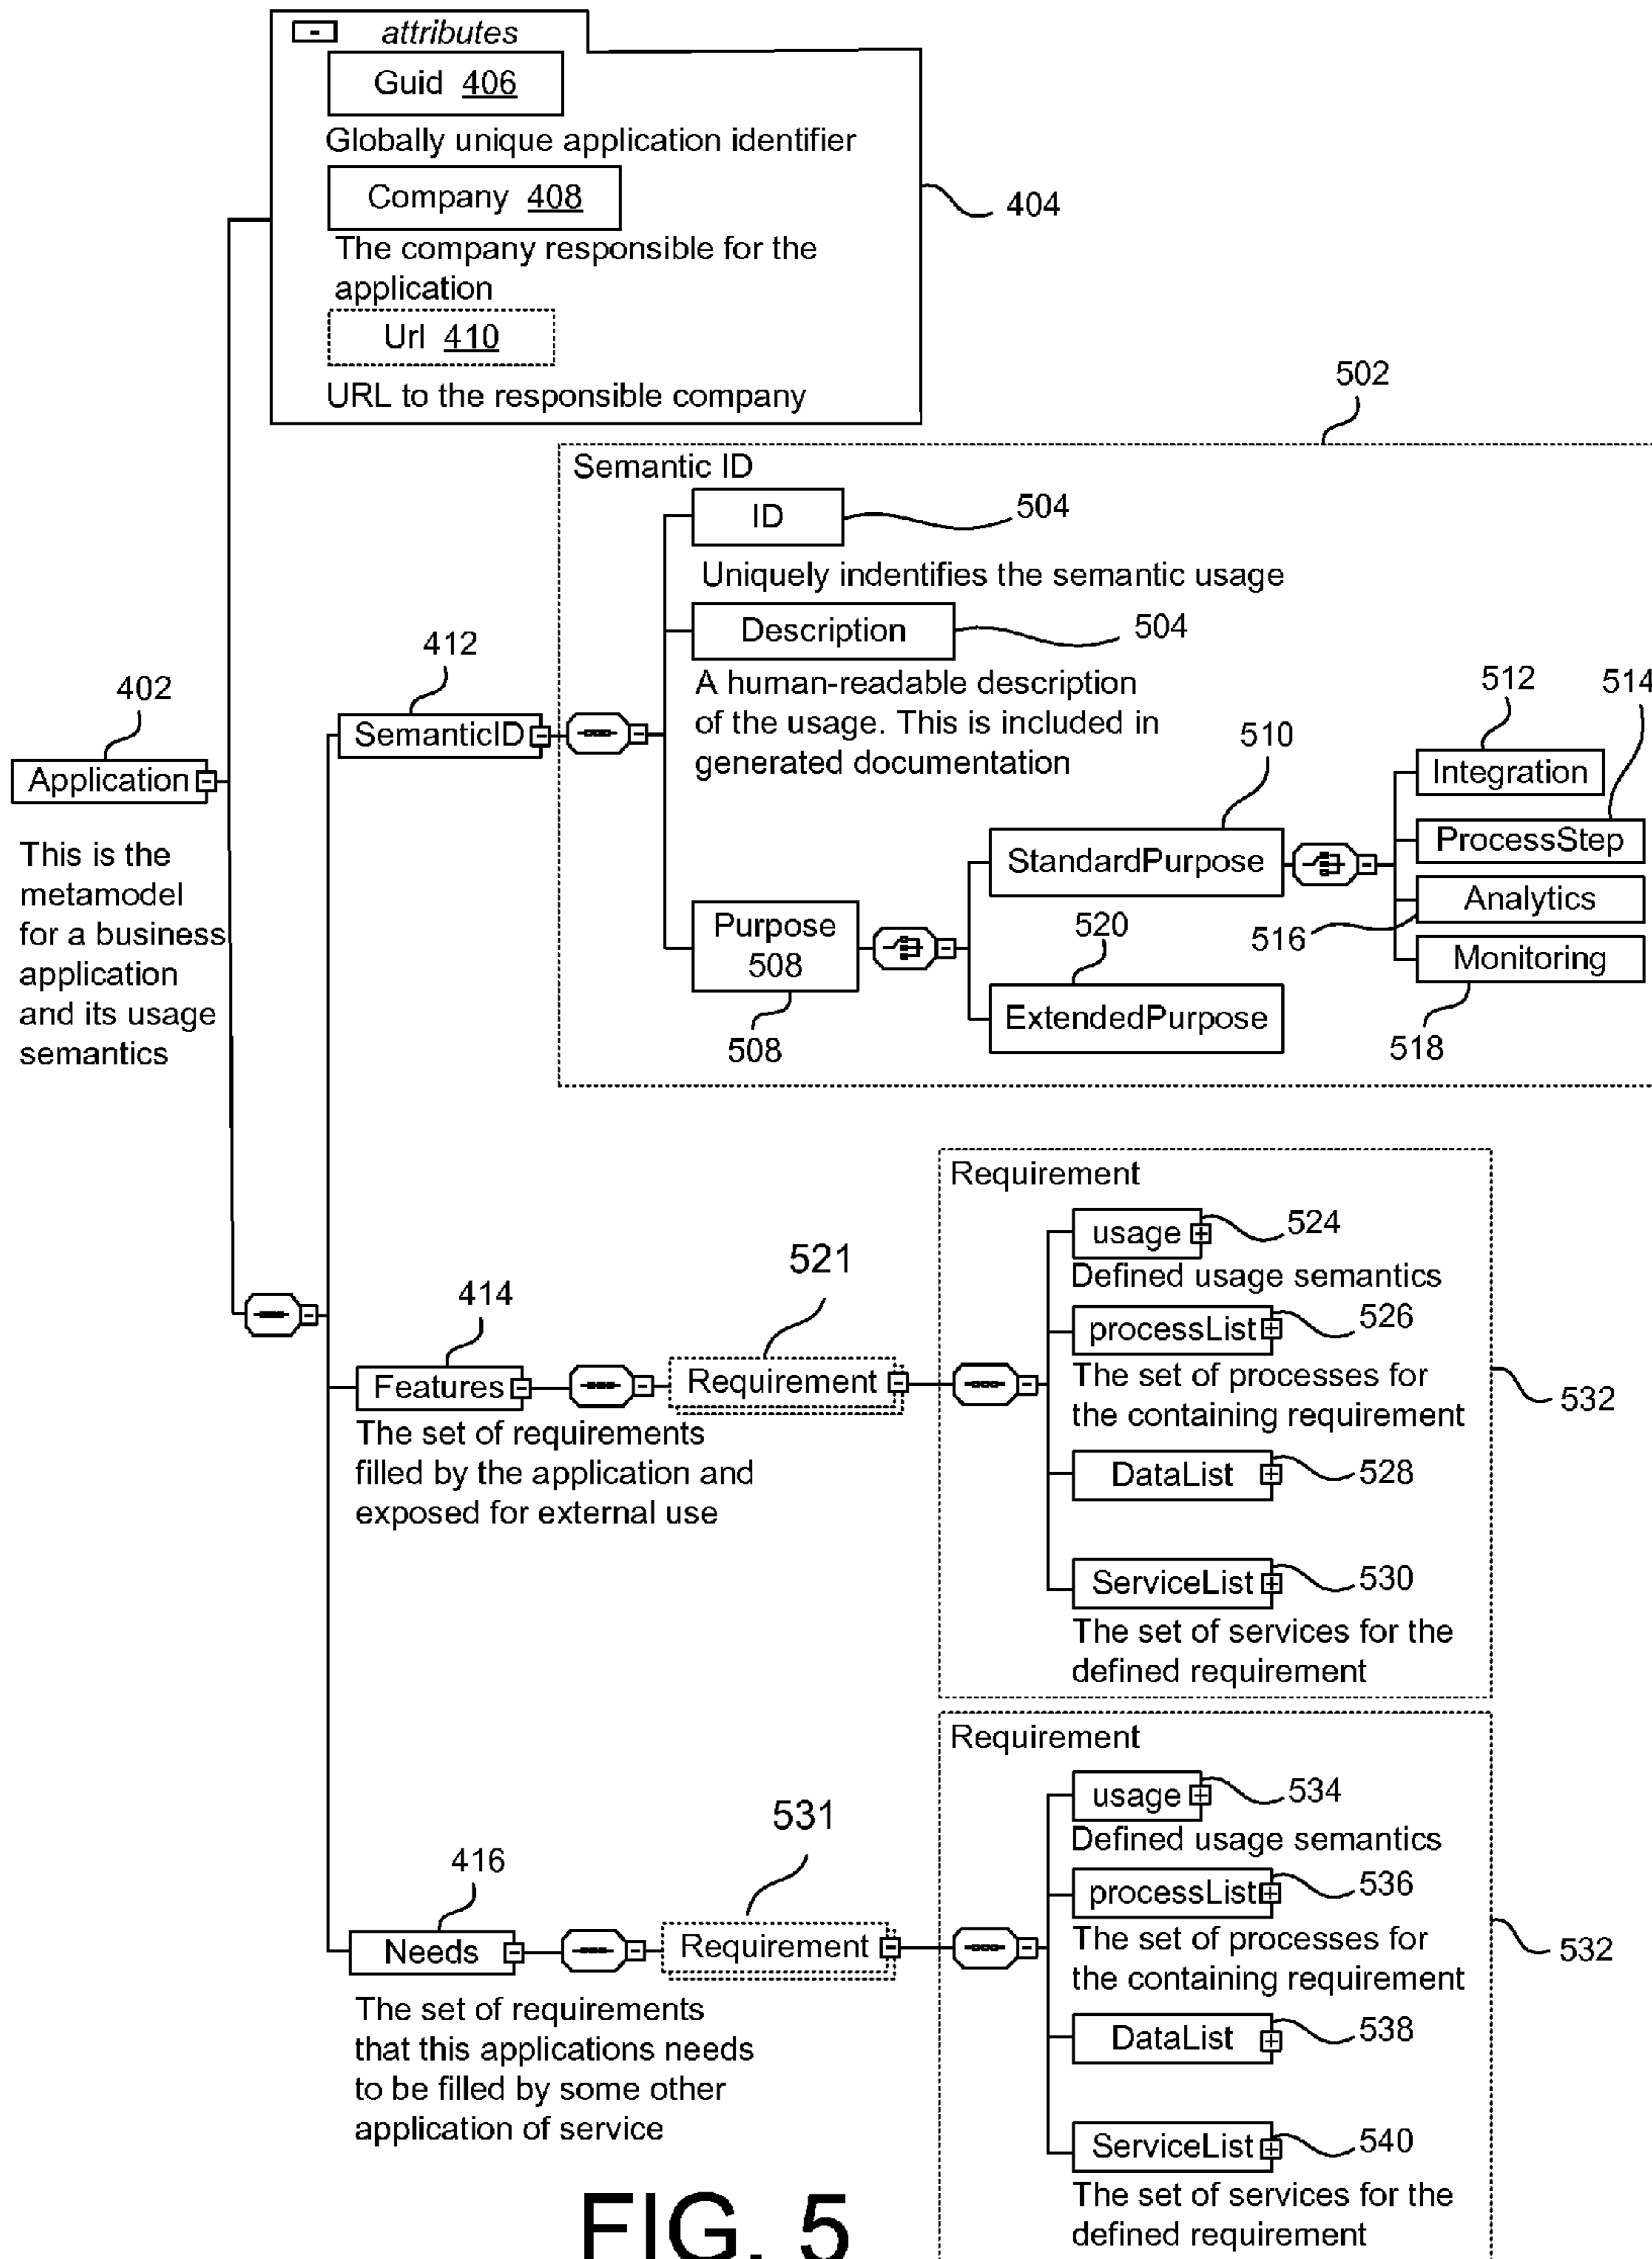 attributes
Guid 406
Globally unique application identifier
Company 408
The company responsible for the
application
Url 410
URL to the responsible company
404
502
Semantic ID
ID
504
Uniquely indentifies the semantic usage
Description
504
A human-readable description
of the usage. This is included in
generated documentation
412
SemanticID
402
Application
This is the
metamodel
for a business
application
and its usage
semantics
510
StandardPurpose
512
Integration
514
ProcessStep
Analytics
516
Monitoring
518
Purpose
508
508
520
ExtendedPurpose
414
Features
The set of requirements
filled by the application and
exposed for external use
521
Requirement
Requirement
usage
524
Defined usage semantics
processList
526
The set of processes for
the containing requirement
DataList
528
ServiceList
530
The set of services for the
defined requirement
532
416
Needs
The set of requirements
that this applications needs
to be filled by some other
application of service
531
Requirement
Requirement
usage
534
Defined usage semantics
processList
536
The set of processes for
the containing requirement
DataList
538
ServiceList
540
The set of services for the
defined requirement
532
FIG. 5